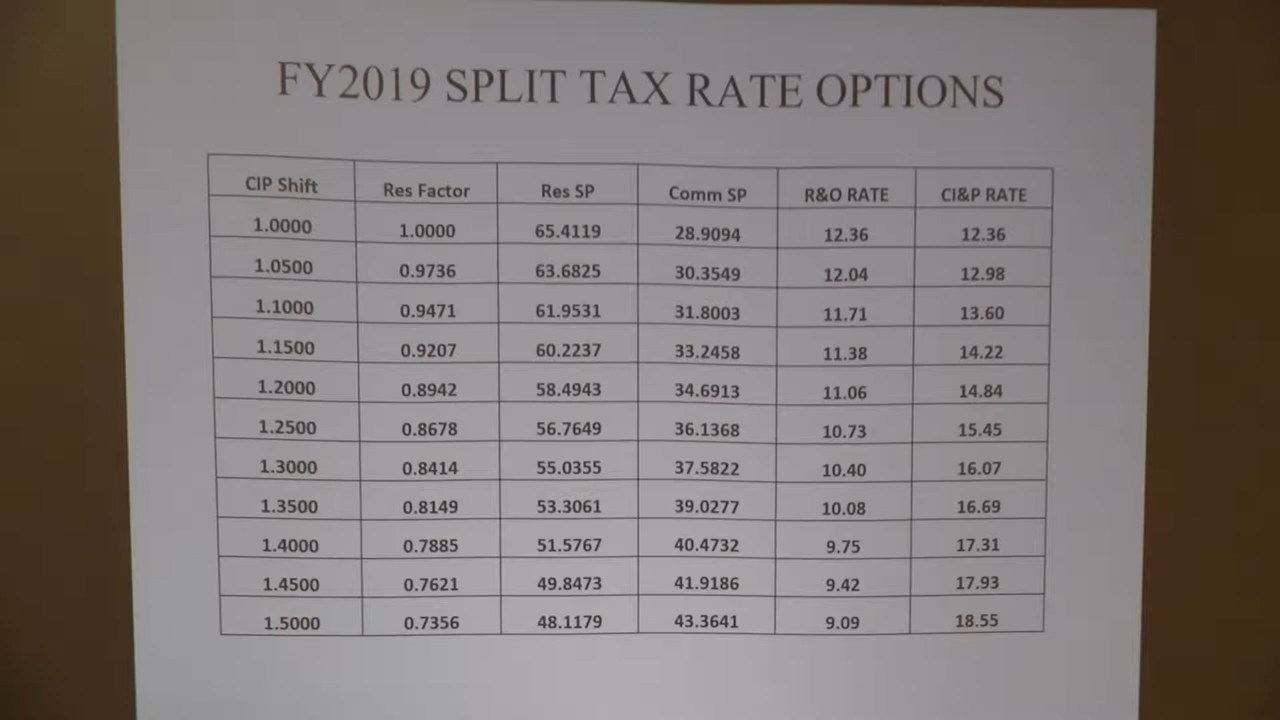 FY2019 SPLIT TAX RATE OPTIONS
CIP Shift Res Factor Res SP Comm SP R&O RATE CI&P RATE
1.0000 1.0000 65.4119 28.9094 12.36 12.36
1.0500 0.9736 63.6825 30.3549 12.04 12.98
1.1000 0.9471 61.9531 31.8003 11.71 13.60
1.1500 0.9207 60.2237 33.2458 11.38 14.22
1.2000 0.8942 58.4943 34.6913 11.06 14.84
1.2500 0.8678 56.7649 36.1368 10.73 15.45
1.3000 0.8414 55.0355 37.5822 10.40 16.07
1.3500 0.8149 53.3061 39.0277 10.08 16.69
1.4000 0.7885 51.5767 40.4732 9.75 17.31
1.4500 0.7621 49.8473 41.9186 9.42 17.93
1.5000 0.7356 48.1179 43.3641 9.09 18.55